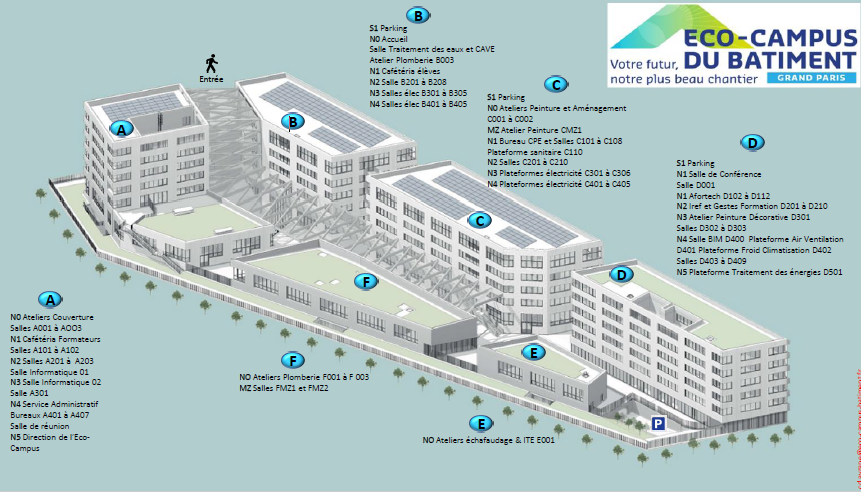 B
S1 Parking
N0 Accueil
Salle Traitement des eaux et CAVE
Atelier Plomberie B003
N1 Cafétéria élèves
N2 Salle B201 à B208
N3 Salles élec B301 à B305
N4 Salles élec B401 à B405
ECO-CAMPUS
DU BATIMENT
Votre futur,
notre plus beau chantier
GRAND PARIS
Entrée
C
S1 Parking
N0 Ateliers Peinture et Aménagement
C001 à C002
MZ Atelier Peinture CMZ1
N1 Bureau CPE et Salles C101 à C108
Plateforme sanitaire C110
N2 Salles C201 à C210
N3 Plateformes électricité C301 à C306
N4 Plateformes électricité C401 à C405
D
S1 Parking
N1 Salle de Conférence
Salle D001
N1 Afortech D102 à D112
N2 Iref et Gestes Formation D201 à D210
N3 Atelier Peinture Décorative D301
Salles D302 à D303
N4 Salle BIM D400 Plateforme Air Ventilation
D401 Plateforme Froid Climatisation D402
Salles D403 à D409
N5 Plateforme Traitement des énergies D501
A
B
C
D
F
E
P
A
N0 Ateliers Couverture
Salles A001 à AOO3
N1 Cafétéria Formateurs
Salles A101 à A102
N2 Salles A201 à A203
Salle Informatique 01
N3 Salle Informatique 02
Salle A301
N4 Service Administratif
Bureaux A401 à A407
Salle de réunion
N5 Direction de l'Eco-
Campus
F
NO Ateliers Plomberie F001 à F 003
MZ Salles FMZ1 et FMZ2
E
NO Ateliers échafaudage & ITE E001